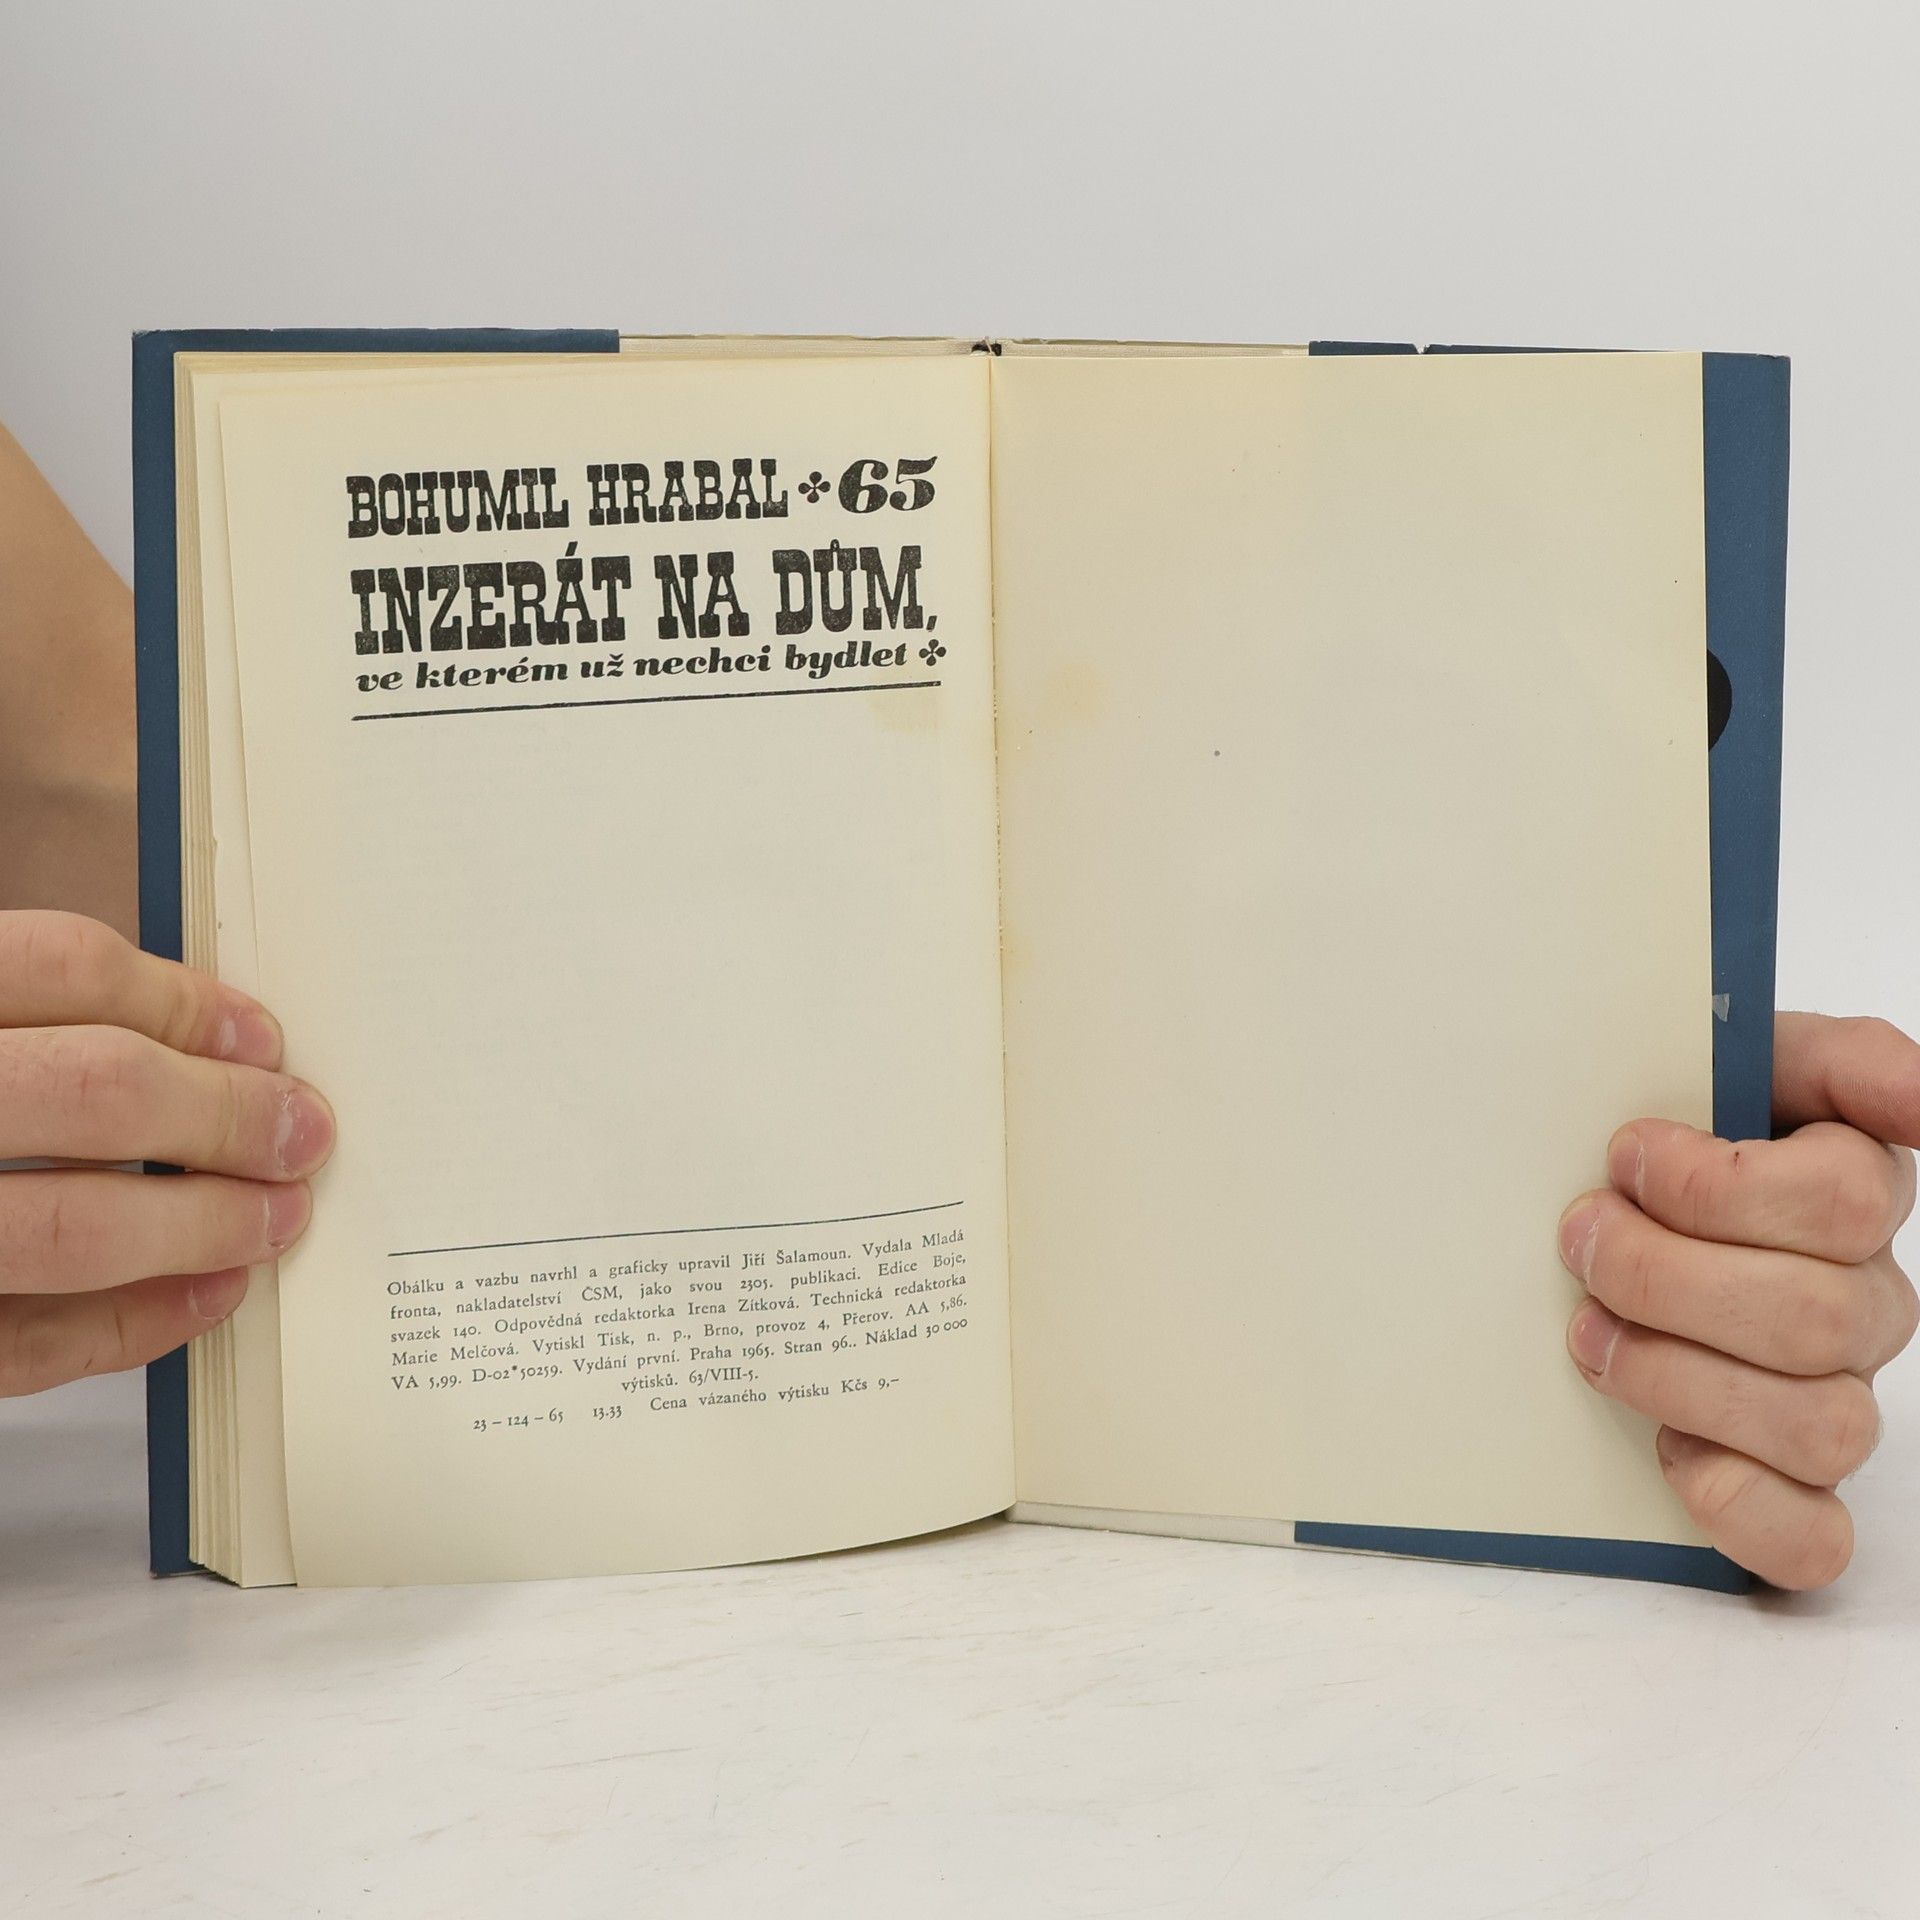 BOHUMIL HRABAL ✤ 65
INZERÁT NA DŮM,
ve kterém už nechci bydlet ✤
Obálku a vazbu navrhl a graficky upravil Jiří Šalamoun. Vydala Mladá
fronta, nakladatelství ČSM, jako svou 2305. publikaci. Edice Boje,
svazek 140. Odpovědná redaktorka Irena Zítková. Technická redaktorka
Marie Melčová. Vytiskl Tisk, n. p., Brno, provoz 4, Přerov. AA 5,86.
VA 5,99. D-02*50259. Vydání první. Praha 1965. Stran 96.. Náklad 30 000
výtisků. 63/VIII-5.
23 – 124 – 65 13.33 Cena vázaného výtisku Kčs 9,–